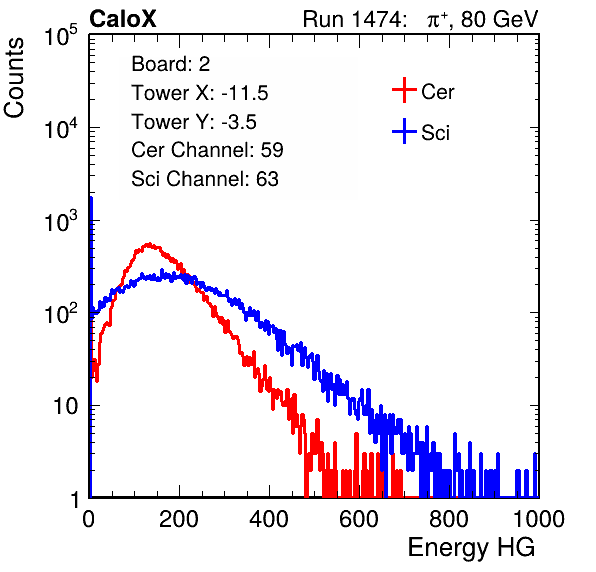 CaloX Run 1474: π⁺, 80 GeV
Counts
Board: 2
Tower X: -11.5
Tower Y: -3.5
Cer Channel: 59
Sci Channel: 63
Cer
Sci
10⁵
10⁴
10³
10²
10
1
0 200 400 600 800 1000
Energy HG